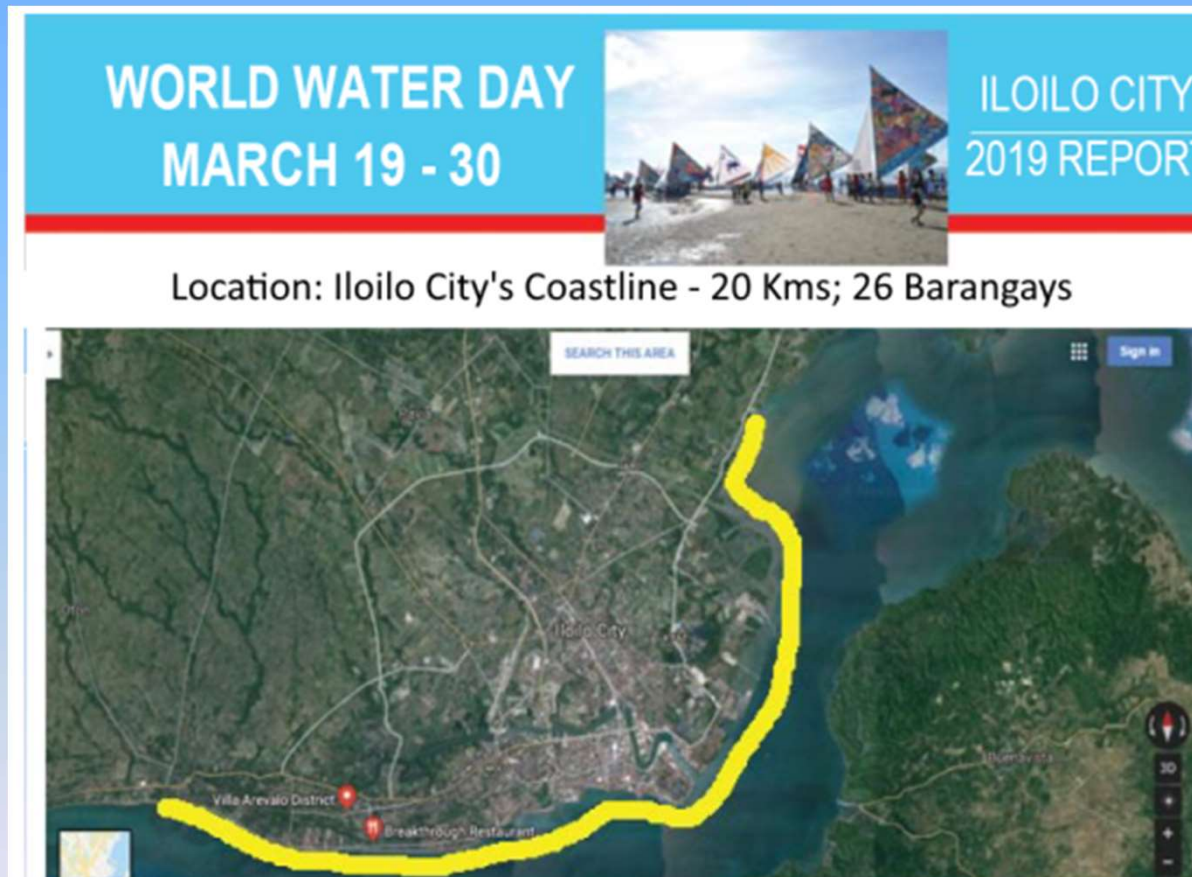 WORLD WATER DAY
MARCH 19 - 30
ILOILO CITY
2019 REPORT
Location: Iloilo City's Coastline - 20 Kms; 26 Barangays
SEARCH THIS AREA
Sign in
Iloilo City
Buenavista
3D
Villa Arevalo District
Breakthrough Restaurant